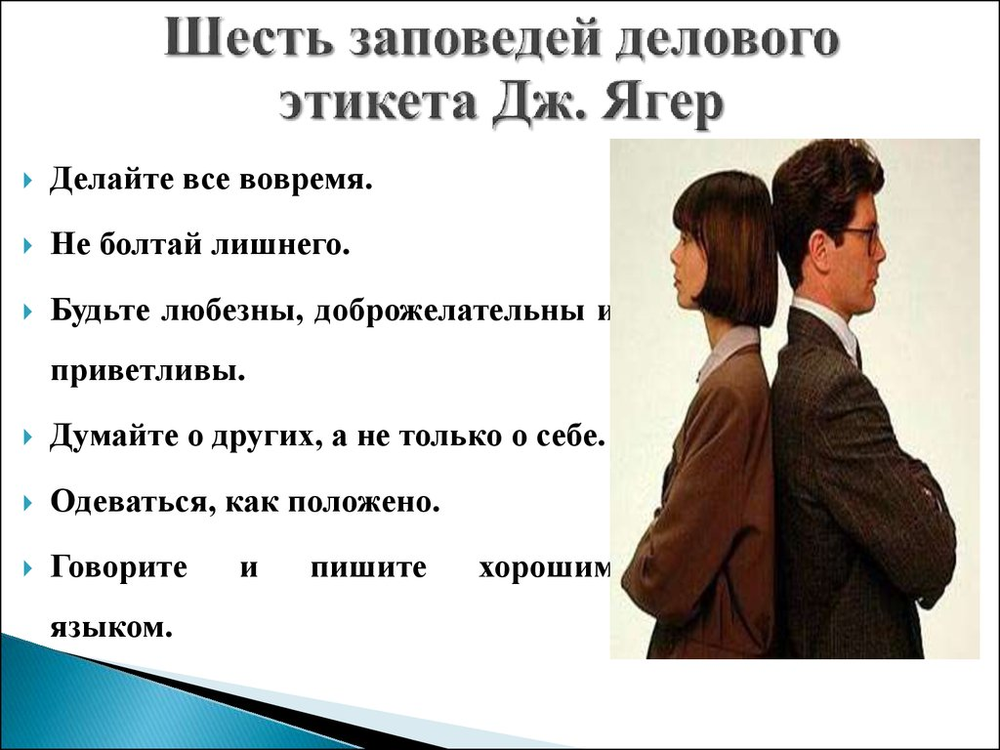 Шесть заповедей делового
этикета Дж. Ягер
Делайте все вовремя.
Не болтай лишнего.
Будьте любезны, доброжелательны и
приветливы.
Думайте о других, а не только о себе.
Одеваться, как положено.
Говорите и пишите хорошим
языком.